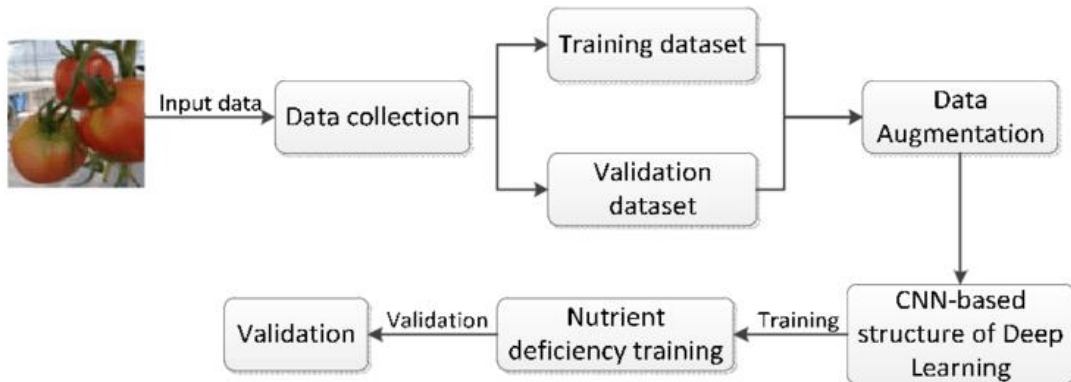 Input data
Data collection
Training dataset
Validation
dataset
Data
Augmentation
CNN-based
structure of Deep
Learning
Training
Nutrient
deficiency training
Validation
Validation